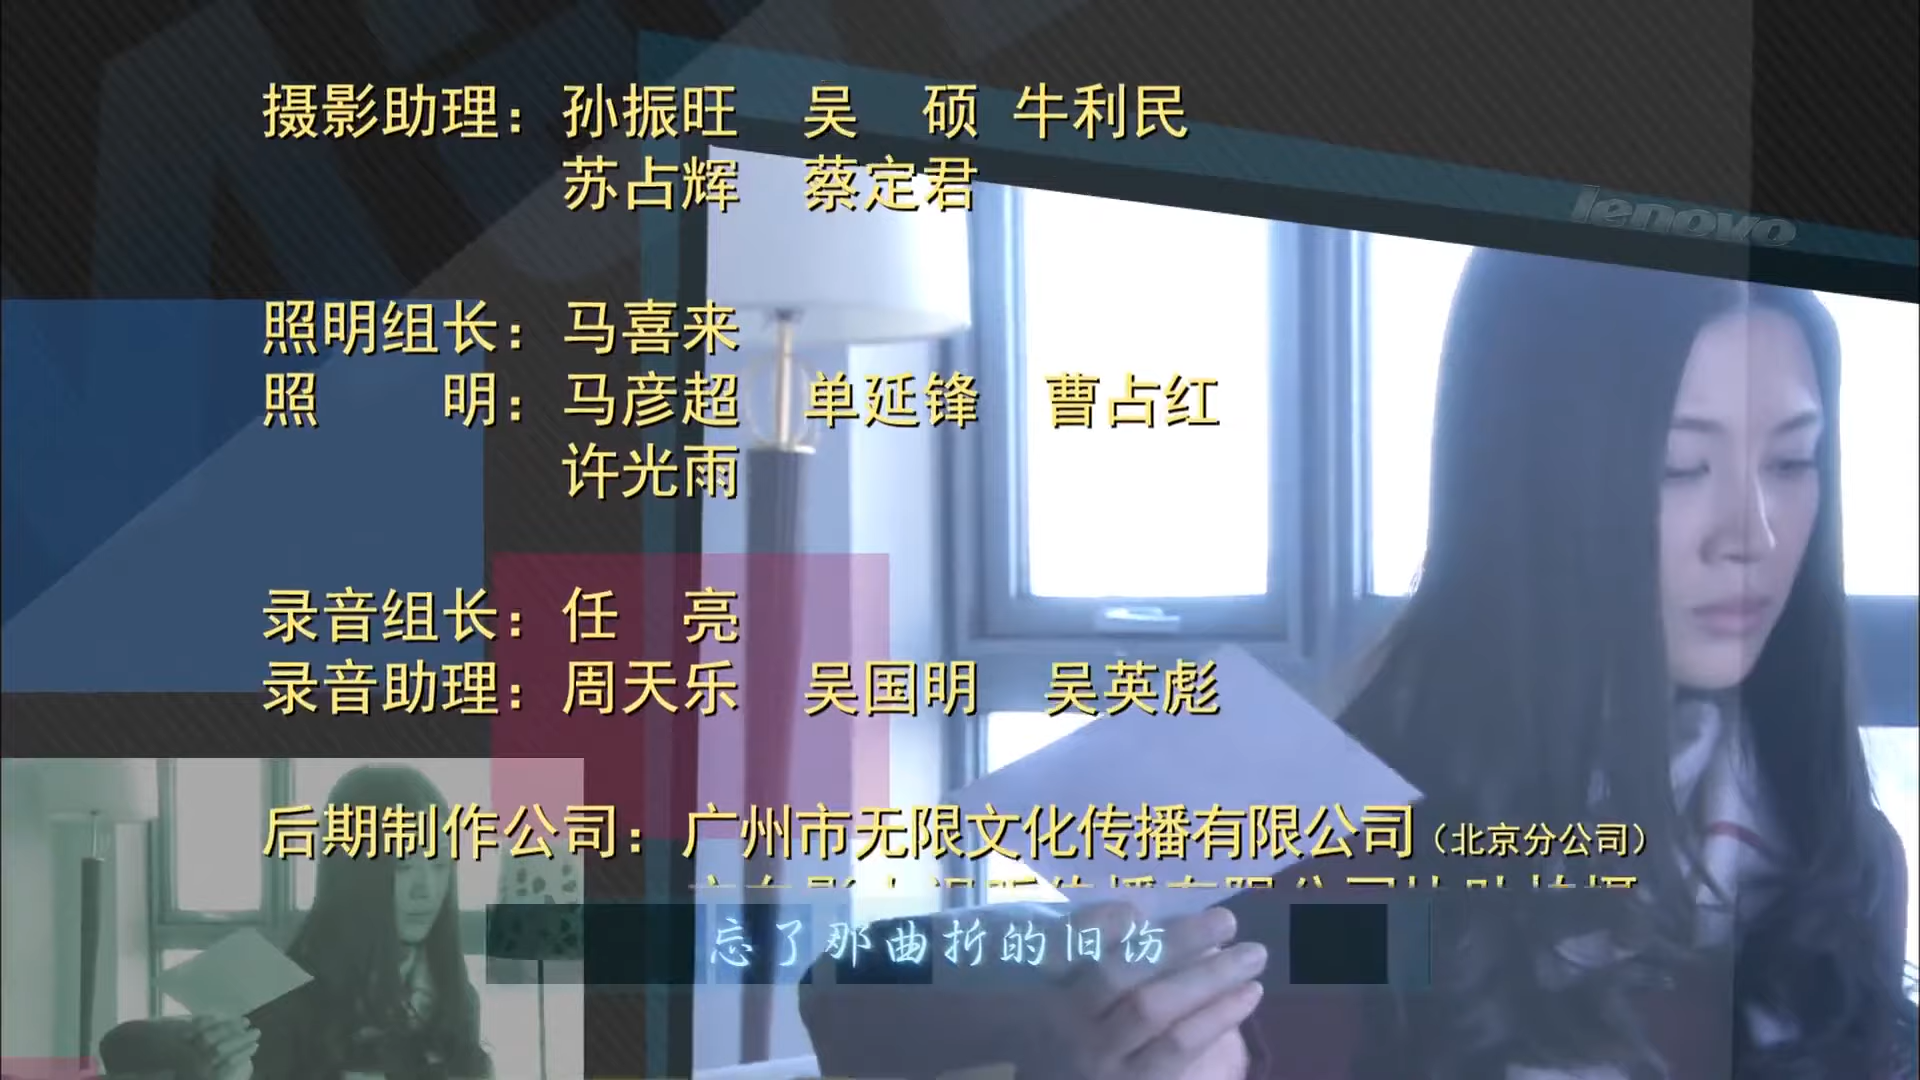 摄影助理：孙振旺 吴 硕 牛利民
苏占辉 蔡定君
lenovo
照明组长：马喜来
照 明：马彦超 单延锋 曹占红
许光雨
录音组长：任 亮
录音助理：周天乐 吴国明 吴英彪
后期制作公司：广州市无限文化传播有限公司（北京分公司）
忘了那曲折的旧伤